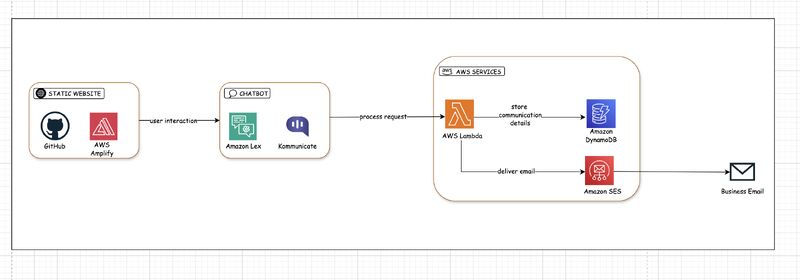 STATIC WEBSITE
GitHub
AWS
Amplify
user interaction
CHATBOT
Amazon Lex
Kommunicate
process request
aws
AWS SERVICES
AWS Lambda
store
communication
details
Amazon
DynamoDB
deliver email
Amazon SES
Business Email